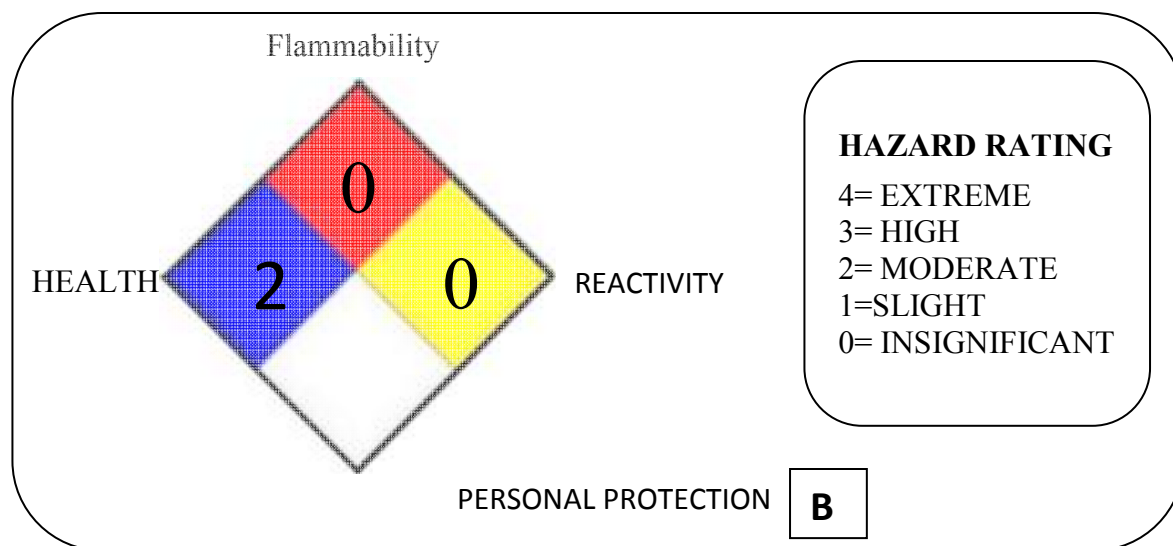 Flammability
0
HEALTH
2
0
REACTIVITY
PERSONAL PROTECTION B
HAZARD RATING
4= EXTREME
3= HIGH
2= MODERATE
1=SLIGHT
0= INSIGNIFICANT